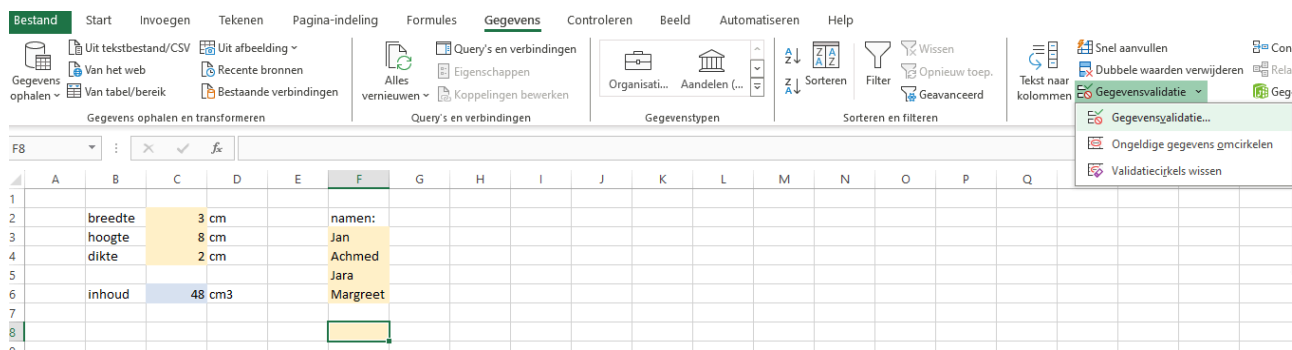 Bestand Start Invoegen Tekenen Pagina-indeling Formules Gegevens Controleren Beeld Automatiseren Help
Gegevens ophalen
Uit tekstbestand/CSV
Van het web
Van tabel/bereik
Uit afbeelding
Recente bronnen
Bestaande verbindingen
Gegevens ophalen en transformeren
Alles vernieuwen
Query's en verbindingen
Eigenschappen
Koppelingen bewerken
Query's en verbindingen
Organisati... Aandelen (...
Gegevenstypen
Sorteren
Filter
Wissen
Opnieuw toep.
Geavanceerd
Sorteren en filteren
Tekst naar kolommen
Snel aanvullen
Dubbele waarden verwijderen
Gegevensvalidatie
Con
Rela
Geg
Gegevensvalidatie...
Ongeldige gegevens omcirkelen
Validatiecirkels wissen
F8 fx
A B C D E F G H I J K L M N O P Q
1
2 breedte 3 cm namen:
3 hoogte 8 cm Jan
4 dikte 2 cm Achmed
5 Jara
6 inhoud 48 cm3 Margreet
7
8